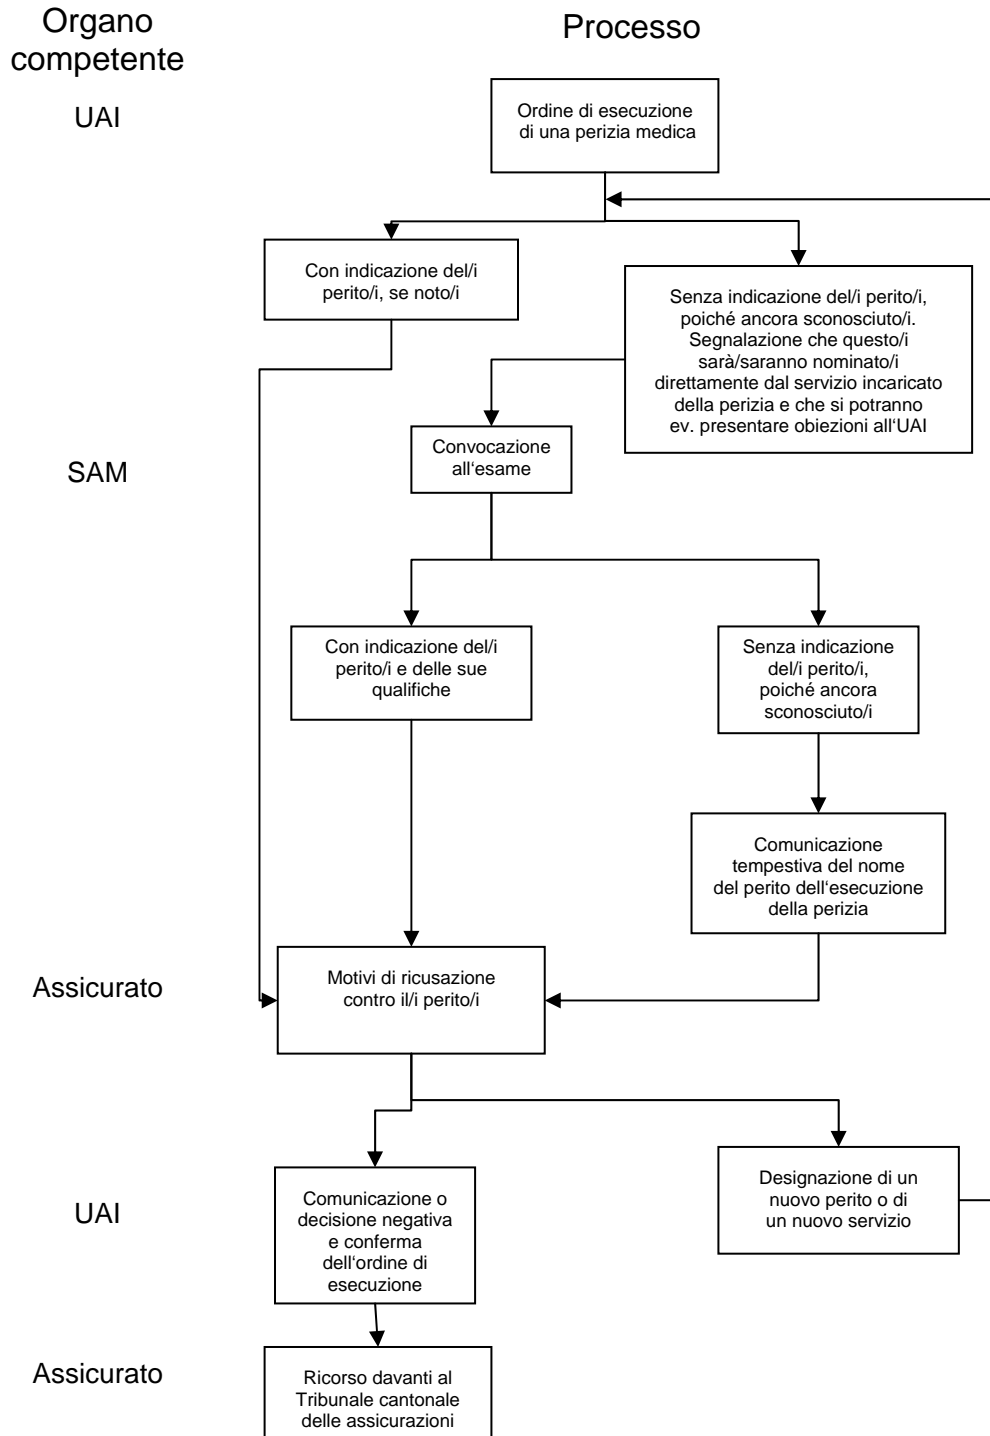 Organo
competente
Processo
UAI
Ordine di esecuzione
di una perizia medica
Con indicazione del/i
perito/i, se noto/i
Senza indicazione del/i perito/i,
poiché ancora sconosciuto/i.
Segnalazione che questo/i
sarà/saranno nominato/i
direttamente dal servizio incaricato
della perizia e che si potranno
ev. presentare obiezioni all'UAI
SAM
Convocazione
all'esame
Con indicazione del/i
perito/i e delle sue
qualifiche
Senza indicazione
del/i perito/i,
poiché ancora
sconosciuto/i
Comunicazione
tempestiva del nome
del perito dell'esecuzione
della perizia
Assicurato
Motivi di ricusazione
contro il/i perito/i
UAI
Comunicazione o
decisione negativa
e conferma
dell'ordine di
esecuzione
Designazione di un
nuovo perito o di
un nuovo servizio
Assicurato
Ricorso davanti al
Tribunale cantonale
delle assicurazioni